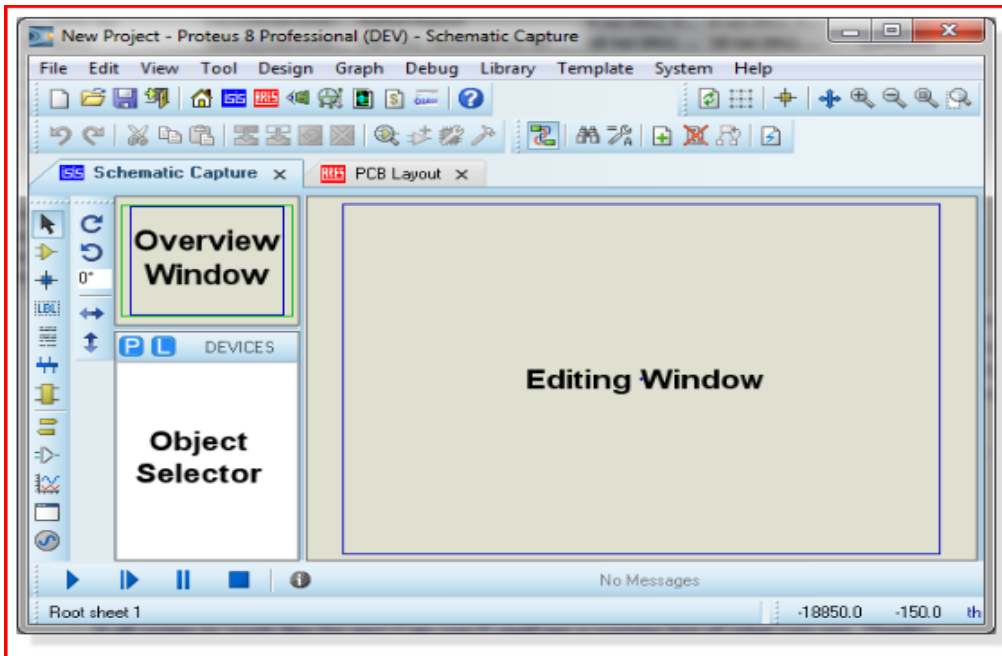 New Project - Proteus 8 Professional (DEV) - Schematic Capture
File Edit View Tool Design Graph Debug Library Template System Help
Schematic Capture
PCB Layout
Overview
Window
0°
LBL
P L DEVICES
Object
Selector
Editing Window
No Messages
Root sheet 1
-18850.0 -150.0 th